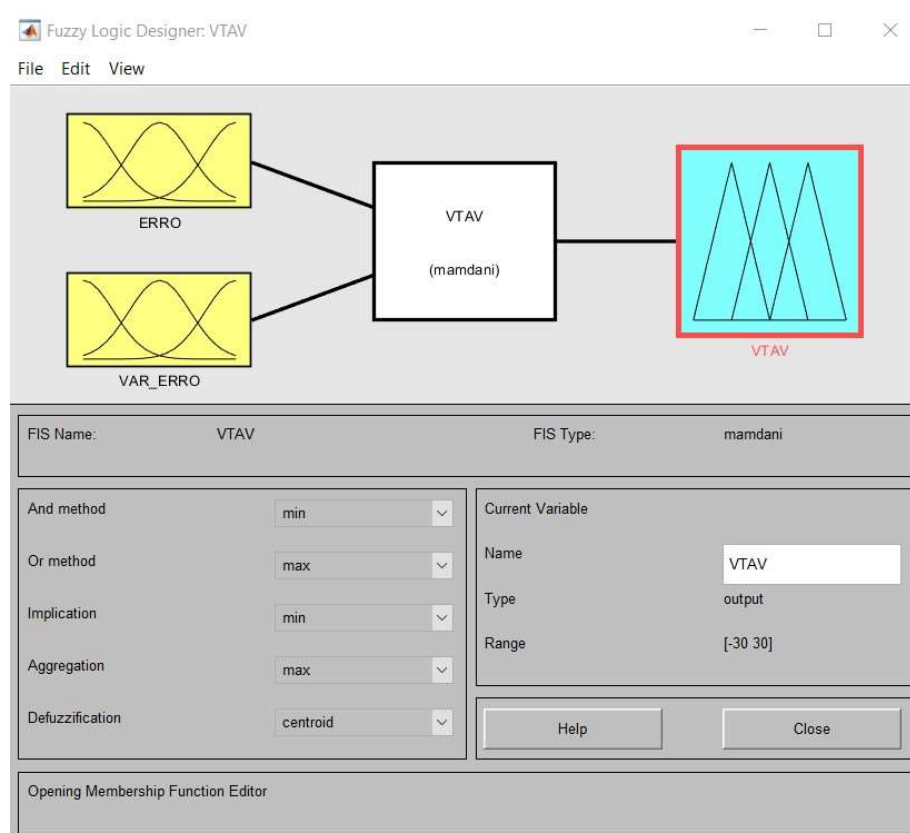 Fuzzy Logic Designer: VTAV
File Edit View
ERRO
VAR_ERRO
VTAV
(mamdani)
VTAV
FIS Name: VTAV FIS Type: mamdani
And method min
Or method max
Implication min
Aggregation max
Defuzzification centroid
Current Variable
Name VTAV
Type output
Range [-30 30]
Help Close
Opening Membership Function Editor